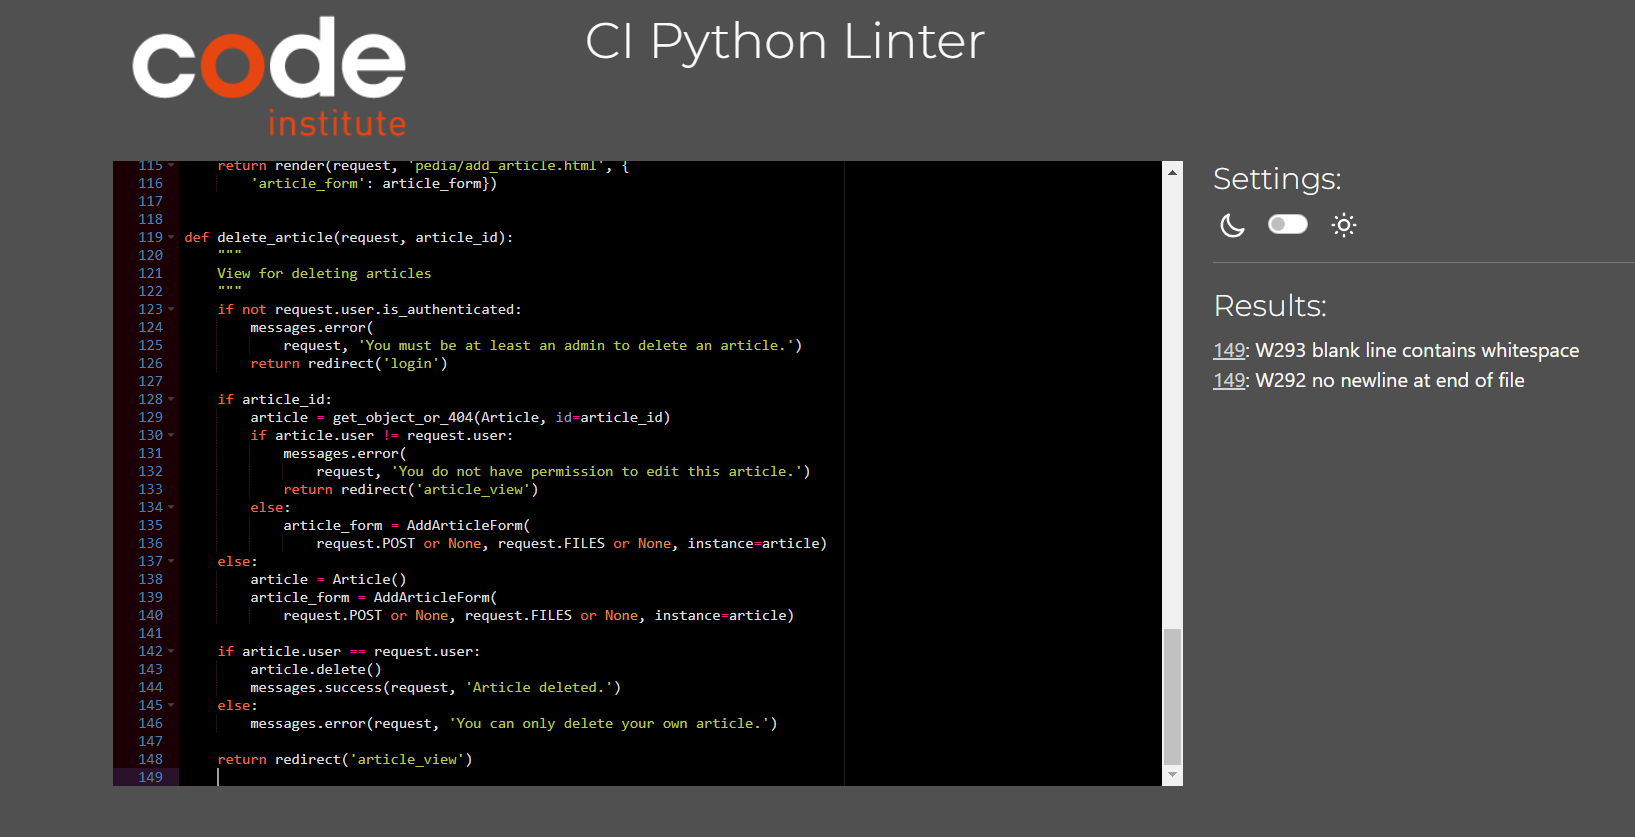 code
institute
CI Python Linter
115 return render(request, 'pedia/add_article.html', {
116 'article_form': article_form})
117
118
119 def delete_article(request, article_id):
120 """
121 View for deleting articles
122 """
123 if not request.user.is_authenticated:
124 messages.error(
125 request, 'You must be at least an admin to delete an article.')
126 return redirect('login')
127
128 if article_id:
129 article = get_object_or_404(Article, id=article_id)
130 if article.user != request.user:
131 messages.error(
132 request, 'You do not have permission to edit this article.')
133 return redirect('article_view')
134 else:
135 article_form = AddArticleForm(
136 request.POST or None, request.FILES or None, instance=article)
137 else:
138 article = Article()
139 article_form = AddArticleForm(
140 request.POST or None, request.FILES or None, instance=article)
141
142 if article.user == request.user:
143 article.delete()
144 messages.success(request, 'Article deleted.')
145 else:
146 messages.error(request, 'You can only delete your own article.')
147
148 return redirect('article_view')
149
Settings:
Results:
149: W293 blank line contains whitespace
149: W292 no newline at end of file